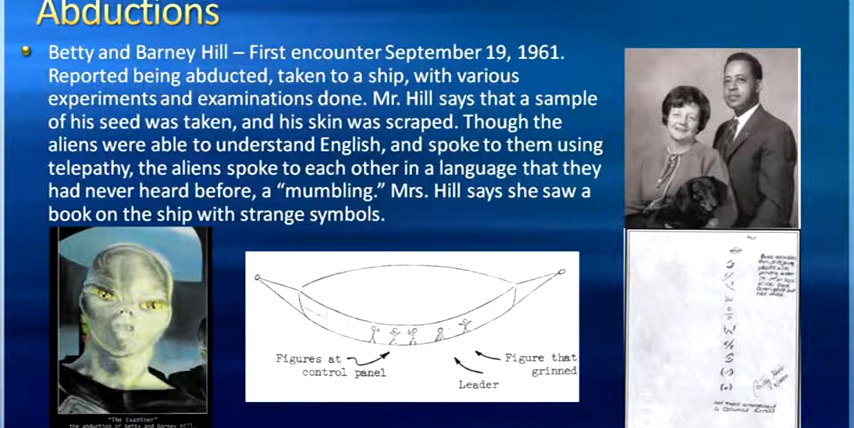 Abductions
Betty and Barney Hill – First encounter September 19, 1961.
Reported being abducted, taken to a ship, with various
experiments and examinations done. Mr. Hill says that a sample
of his seed was taken, and his skin was scraped. Though the
aliens were able to understand English, and spoke to them using
telepathy, the aliens spoke to each other in a language that they
had never heard before, a “mumbling.” Mrs. Hill says she saw a
book on the ship with strange symbols.
Figures at
control panel
Leader
Figure that
grinned
"The Examiner"
the abduction of Betty and Barney Hill.